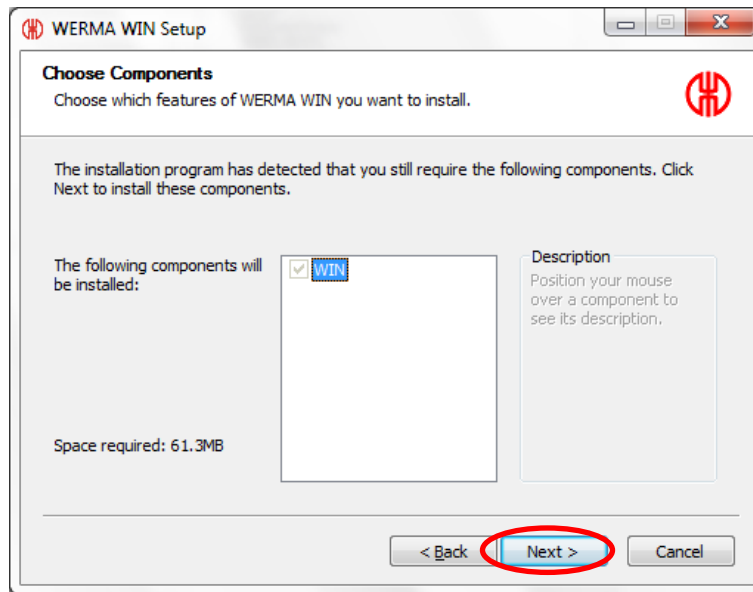 WERMA WIN Setup
Choose Components
Choose which features of WERMA WIN you want to install.
The installation program has detected that you still require the following components. Click
Next to install these components.
The following components will
be installed:
WIN
Description
Position your mouse
over a component to
see its description.
Space required: 61.3MB
< Back
Next >
Cancel